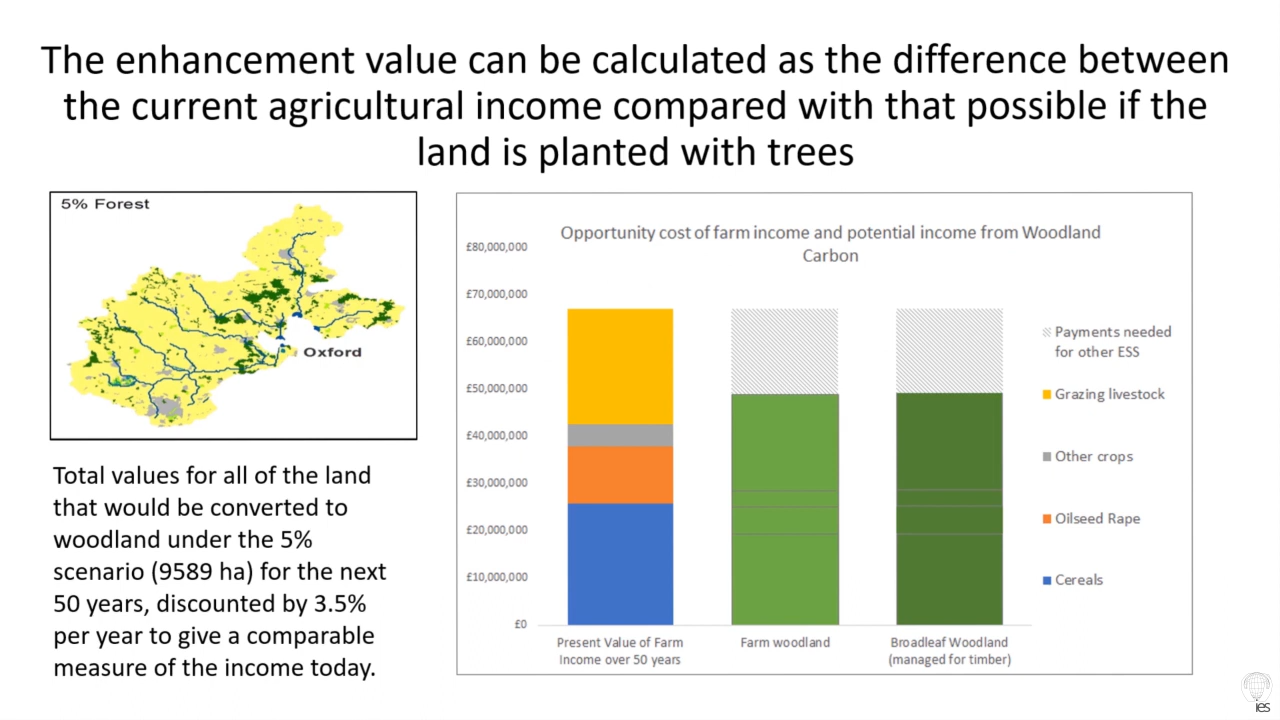 The enhancement value can be calculated as the difference between
the current agricultural income compared with that possible if the
land is planted with trees
5% Forest
Oxford
Total values for all of the land
that would be converted to
woodland under the 5%
scenario (9589 ha) for the next
50 years, discounted by 3.5%
per year to give a comparable
measure of the income today.
Opportunity cost of farm income and potential income from Woodland
Carbon
£80,000,000
£70,000,000
£60,000,000
£50,000,000
£40,000,000
£30,000,000
£20,000,000
£10,000,000
£0
Present Value of Farm
Income over 50 years
Farm woodland
Broadleaf Woodland
(managed for timber)
Payments needed
for other ESS
Grazing livestock
Other crops
Oilseed Rape
Cereals
ies